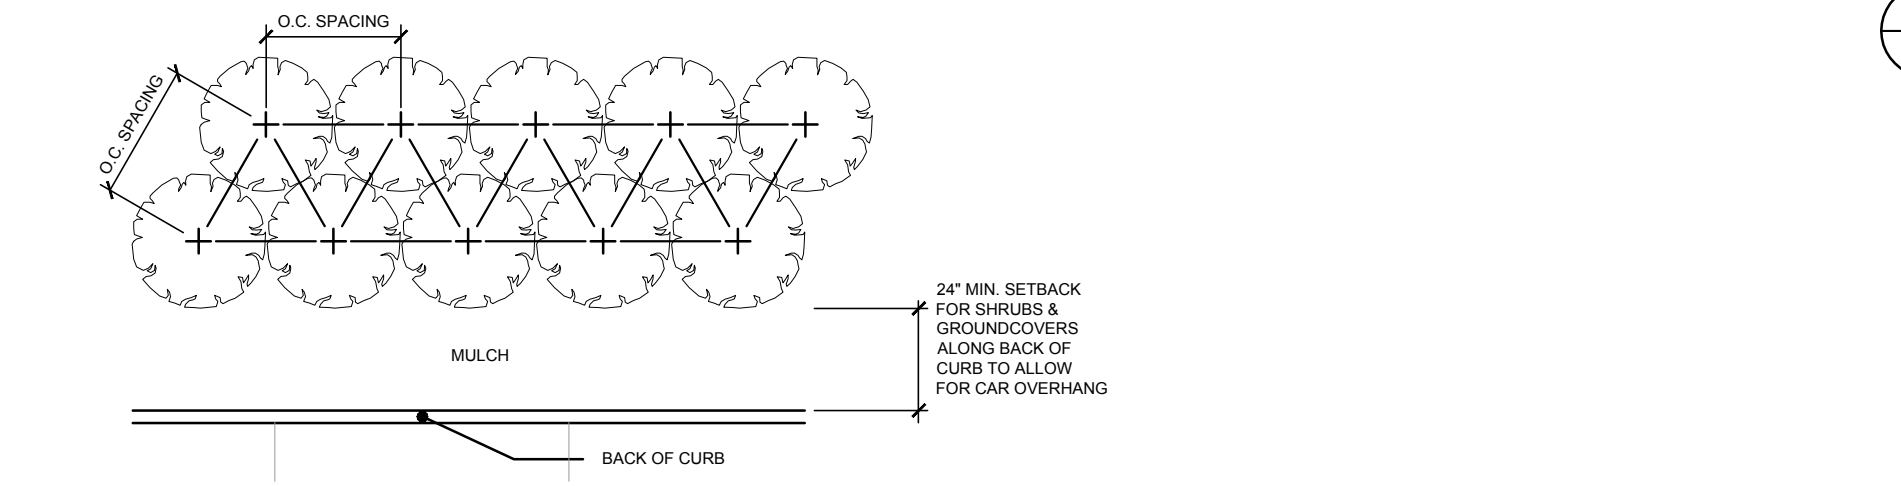 O.C. SPACING
O.C. SPACING
24" MIN. SETBACK
FOR SHRUBS &
GROUNDCOVERS
ALONG BACK OF
CURB TO ALLOW
FOR CAR OVERHANG
MULCH
BACK OF CURB